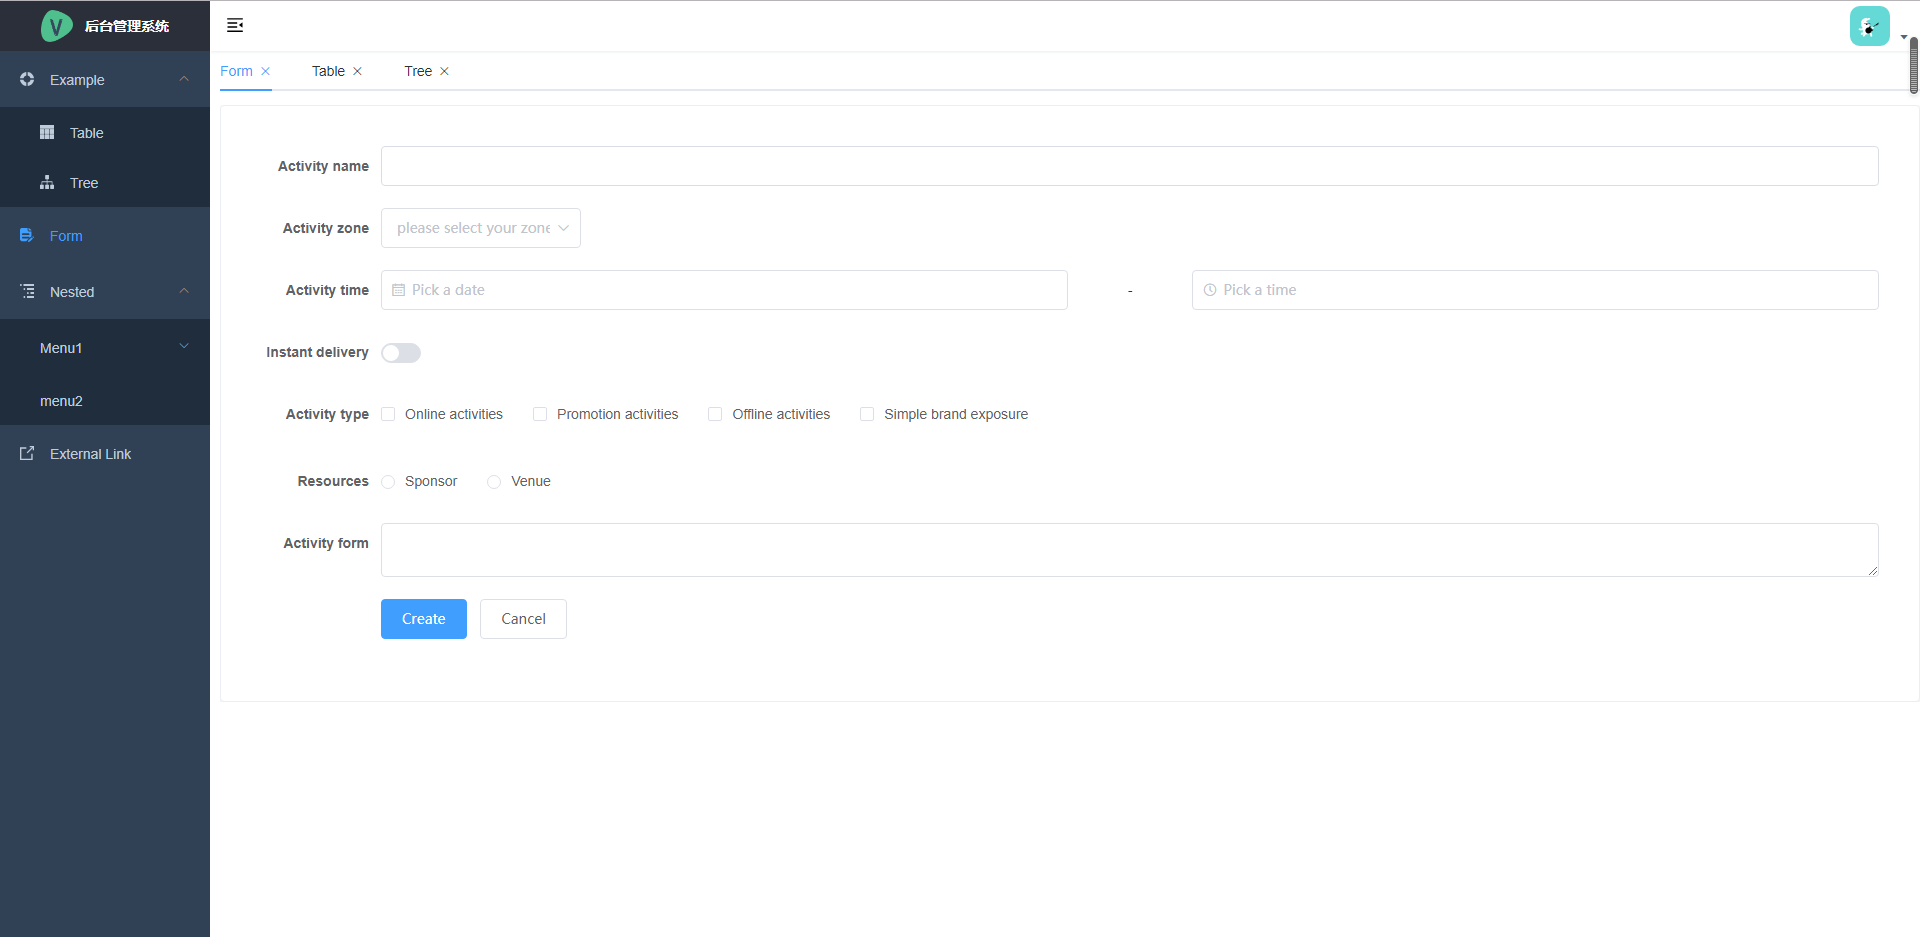 V 后台管理系统
Example
Table
Tree
Form
Nested
Menu1
menu2
External Link
Form Table Tree
Activity name
Activity zone please select your zone
Activity time Pick a date - Pick a time
Instant delivery
Activity type Online activities Promotion activities Offline activities Simple brand exposure
Resources Sponsor Venue
Activity form
Create Cancel